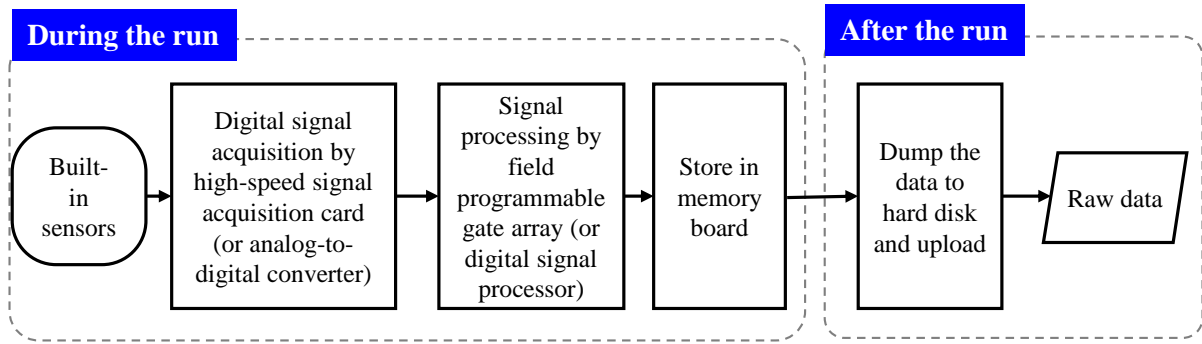 During the run
After the run
Built-
in
sensors
Digital signal
acquisition by
high-speed signal
acquisition card
(or analog-to-
digital converter)
Signal
processing by
field
programmable
gate array (or
digital signal
processor)
Store in
memory
board
Dump the
data to
hard disk
and upload
Raw data